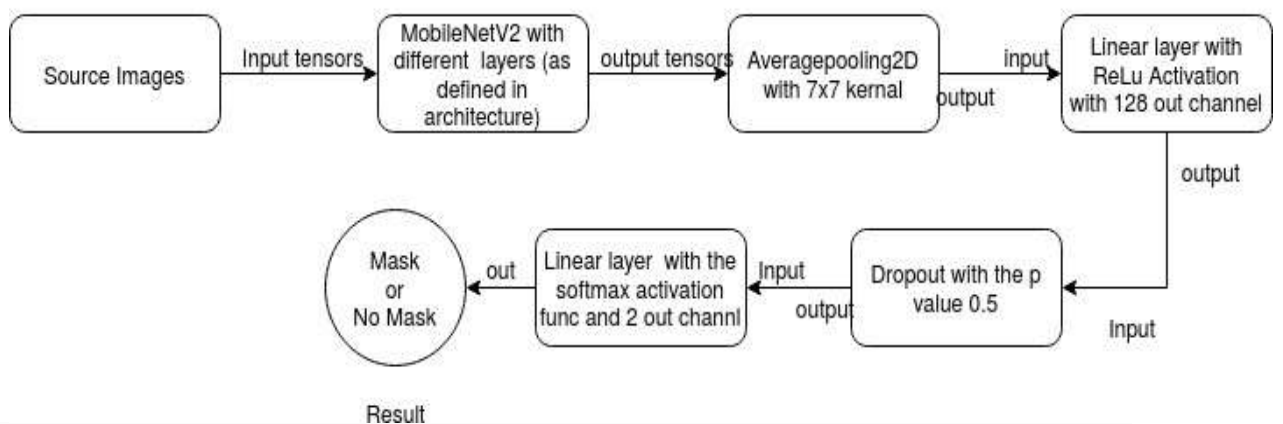 Source Images
Input tensors
MobileNetV2 with
different layers (as
defined in
architecture)
output tensors
Averagepooling2D
with 7x7 kernal
input
output
Linear layer with
ReLu Activation
with 128 out channel
output
Input
Dropout with the p
value 0.5
Input
output
Linear layer with the
softmax activation
func and 2 out channl
out
Mask
or
No Mask
Result